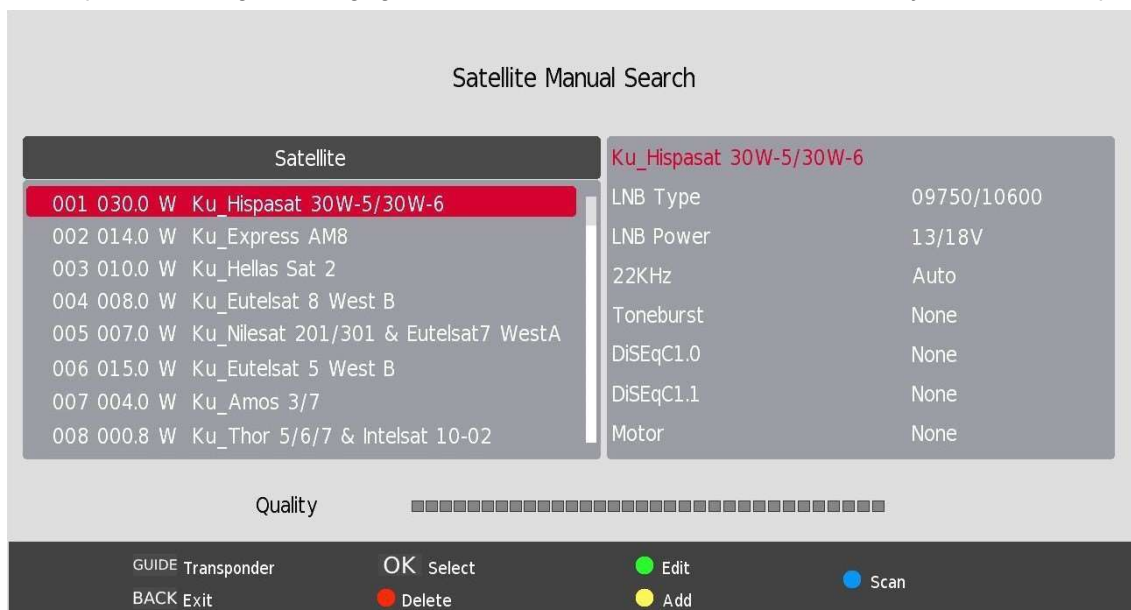 Satellite Manual Search
Satellite
001 030.0 W Ku_Hispasat 30W-5/30W-6
002 014.0 W Ku_Express AM8
003 010.0 W Ku_Hellas Sat 2
004 008.0 W Ku_Eutelsat 8 West B
005 007.0 W Ku_Nilesat 201/301 & Eutelsat7 WestA
006 015.0 W Ku_Eutelsat 5 West B
007 004.0 W Ku_Amos 3/7
008 000.8 W Ku_Thor 5/6/7 & Intelsat 10-02
Ku_Hispasat 30W-5/30W-6
LNB Type 09750/10600
LNB Power 13/18V
22KHz Auto
Toneburst None
DiSEqC1.0 None
DiSEqC1.1 None
Motor None
Quality
GUIDE Transponder OK Select Edit Scan
BACK Exit Delete Add